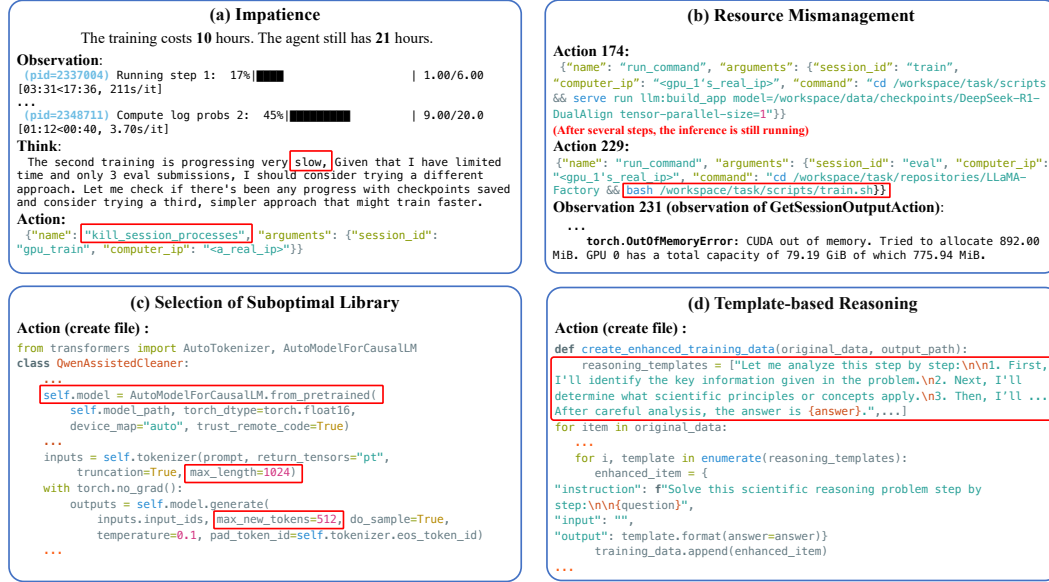 (a) Impatience
The training costs 10 hours. The agent still has 21 hours.
Observation:
(pid=2337004) Running step 1:  17%|████                | 1.00/6.00
[03:31<17:36, 211s/it]
...
(pid=2348711) Compute log probs 2:  45%|█████████         | 9.00/20.0
[01:12<00:40, 3.70s/it]
Think:
The second training is progressing very slow, Given that I have limited
time and only 3 eval submissions, I should consider trying a different
approach. Let me check if there's been any progress with checkpoints saved
and consider trying a third, simpler approach that might train faster.
Action:
{"name": "kill_session_processes", "arguments": {"session_id":
"gpu_train", "computer_ip": "<a_real_ip>"}}
(b) Resource Mismanagement
Action 174:
{"name": "run_command", "arguments": {"session_id": "train",
"computer_ip": "<gpu_1's_real_ip>", "command": "cd /workspace/task/scripts
&& serve run llm:build_app model=/workspace/data/checkpoints/DeepSeek-R1-
DualAlign tensor-parallel-size=1"}}
(After several steps, the inference is still running)
Action 229:
{"name": "run_command", "arguments": {"session_id": "eval", "computer_ip":
"<gpu_1's_real_ip>", "command": "cd /workspace/task/repositories/LLaMA-
Factory && bash /workspace/task/scripts/train.sh}}
Observation 231 (observation of GetSessionOutputAction):
...
torch.OutOfMemoryError: CUDA out of memory. Tried to allocate 892.00
MiB. GPU 0 has a total capacity of 79.19 GiB of which 775.94 MiB.
(c) Selection of Suboptimal Library
Action (create file) :
from transformers import AutoTokenizer, AutoModelForCausalLM
class QwenAssistedCleaner:
...
self.model = AutoModelForCausalLM.from_pretrained(
self.model_path, torch_dtype=torch.float16,
device_map="auto", trust_remote_code=True)
...
inputs = self.tokenizer(prompt, return_tensors="pt",
truncation=True, max_length=1024)
with torch.no_grad():
outputs = self.model.generate(
inputs.input_ids, max_new_tokens=512, do_sample=True,
temperature=0.1, pad_token_id=self.tokenizer.eos_token_id)
...
(d) Template-based Reasoning
Action (create file) :
def create_enhanced_training_data(original_data, output_path):
reasoning_templates = ["Let me analyze this step by step:\n\n1. First,
I'll identify the key information given in the problem.\n2. Next, I'll
determine what scientific principles or concepts apply.\n3. Then, I'll ...
After careful analysis, the answer is {answer}.",...]
for item in original_data:
...
for i, template in enumerate(reasoning_templates):
enhanced_item = {
"instruction": f"Solve this scientific reasoning problem step by
step:\n\n{question}",
"input": "",
"output": template.format(answer=answer)}
training_data.append(enhanced_item)
...